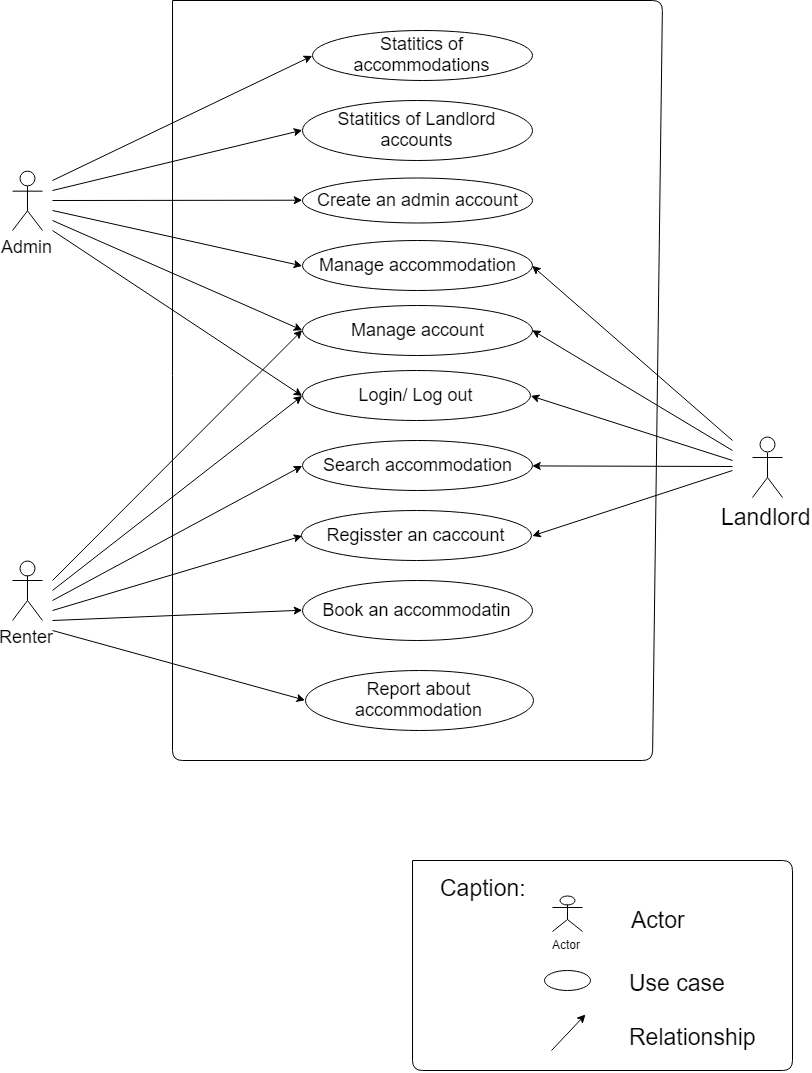 Statitics of
accommodations
Statitics of Landlord
accounts
Create an admin account
Admin
Manage accommodation
Manage account
Login/ Log out
Search accommodation
Landlord
Regisster an caccount
Book an accommodatin
Renter
Report about
accommodation
Caption:
Actor
Actor
Use case
Relationship